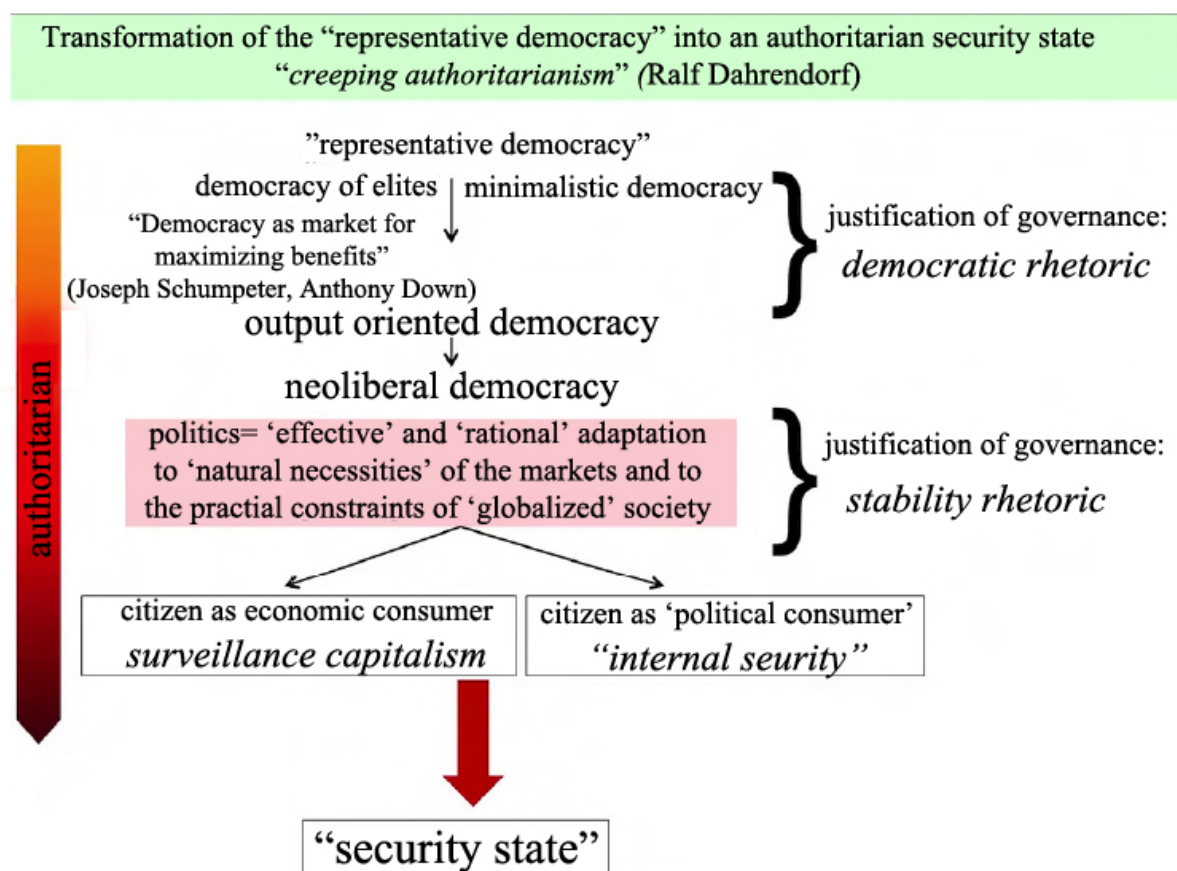 Transformation of the “representative democracy” into an authoritarian security state
“creeping authoritarianism” (Ralf Dahrendorf)
”representative democracy”
democracy of elites
minimalistic democracy
“Democracy as market for
maximizing benefits”
(Joseph Schumpeter, Anthony Down)
output oriented democracy
justification of governance:
democratic rhetoric
neoliberal democracy
politics= ‘effective’ and ‘rational’ adaptation
to ‘natural necessities’ of the markets and to
the practial constraints of ‘globalized’ society
justification of governance:
stability rhetoric
authoritarian
citizen as economic consumer
surveillance capitalism
citizen as ‘political consumer’
“internal seurity”
“security state”